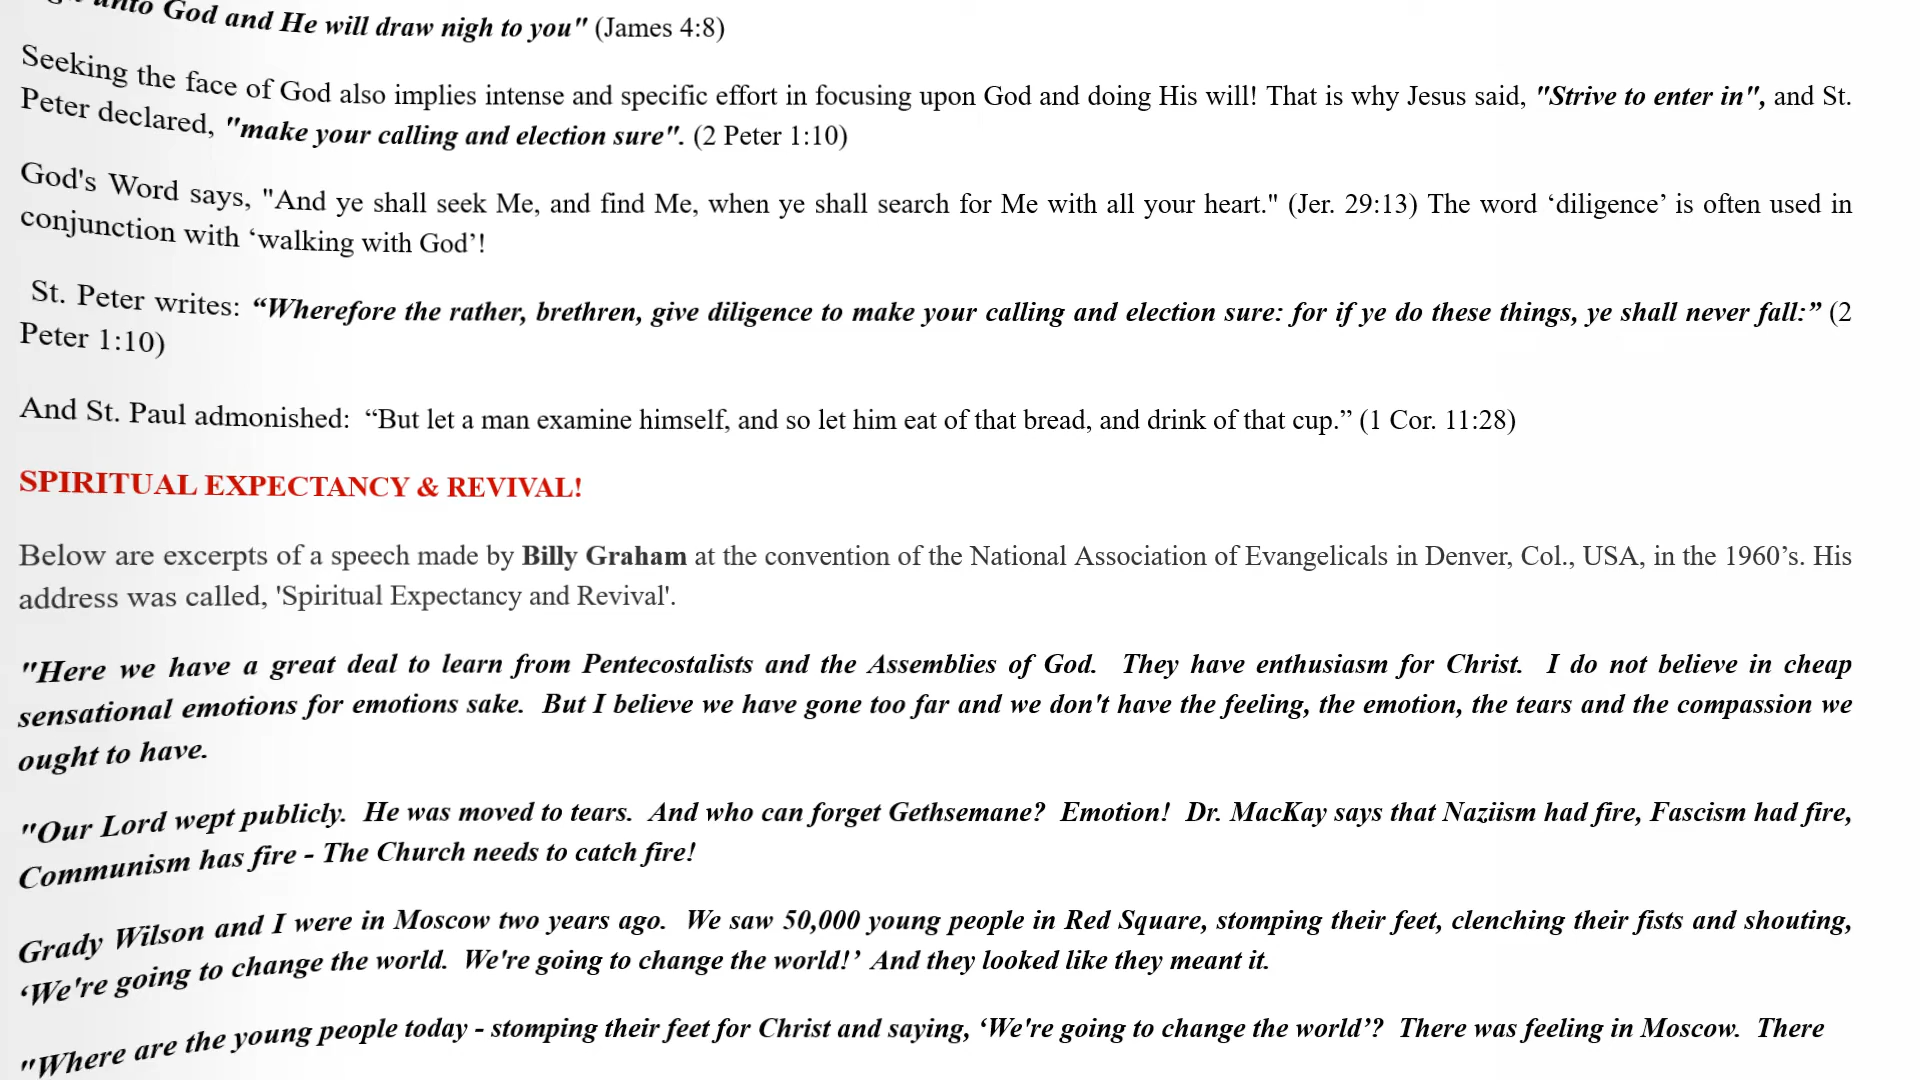 unto God and He will draw nigh to you" (James 4:8)
Seeking the face of God also implies intense and specific effort in focusing upon God and doing His will! That is why Jesus said, "Strive to enter in", and St.
Peter declared, "make your calling and election sure". (2 Peter 1:10)
God's Word says, "And ye shall seek Me, and find Me, when ye shall search for Me with all your heart." (Jer. 29:13) The word ‘diligence’ is often used in
conjunction with ‘walking with God’!
St. Peter writes: “Wherefore the rather, brethren, give diligence to make your calling and election sure: for if ye do these things, ye shall never fall:” (2
Peter 1:10)
And St. Paul admonished: “But let a man examine himself, and so let him eat of that bread, and drink of that cup.” (1 Cor. 11:28)
SPIRITUAL EXPECTANCY & REVIVAL!
Below are excerpts of a speech made by Billy Graham at the convention of the National Association of Evangelicals in Denver, Col., USA, in the 1960’s. His
address was called, 'Spiritual Expectancy and Revival'.
"Here we have a great deal to learn from Pentecostalists and the Assemblies of God. They have enthusiasm for Christ. I do not believe in cheap
sensational emotions for emotions sake. But I believe we have gone too far and we don't have the feeling, the emotion, the tears and the compassion we
ought to have.
"Our Lord wept publicly. He was moved to tears. And who can forget Gethsemane? Emotion! Dr. MacKay says that Naziism had fire, Fascism had fire,
Communism has fire - The Church needs to catch fire!
Grady Wilson and I were in Moscow two years ago. We saw 50,000 young people in Red Square, stomping their feet, clenching their fists and shouting,
‘We're going to change the world. We're going to change the world!’ And they looked like they meant it.
"Where are the young people today - stomping their feet for Christ and saying, ‘We're going to change the world’? There was feeling in Moscow. There